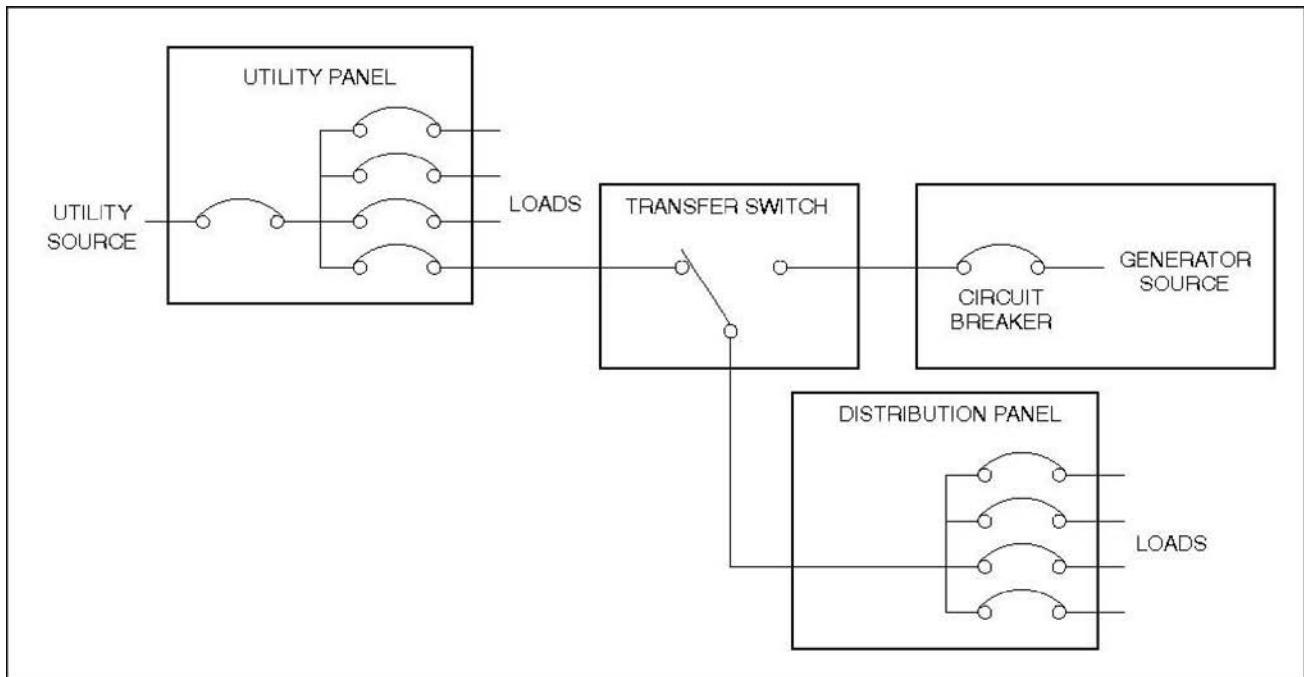 UTILITY PANEL
UTILITY
SOURCE
LOADS
TRANSFER SWITCH
GENERATOR
SOURCE
CIRCUIT
BREAKER
DISTRIBUTION PANEL
LOADS